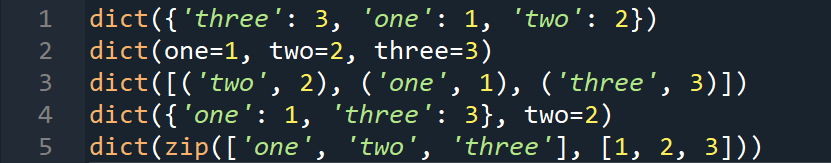 1 dict({'three': 3, 'one': 1, 'two': 2})
2 dict(one=1, two=2, three=3)
3 dict([('two', 2), ('one', 1), ('three', 3)])
4 dict({'one': 1, 'three': 3}, two=2)
5 dict(zip(['one', 'two', 'three'], [1, 2, 3]))